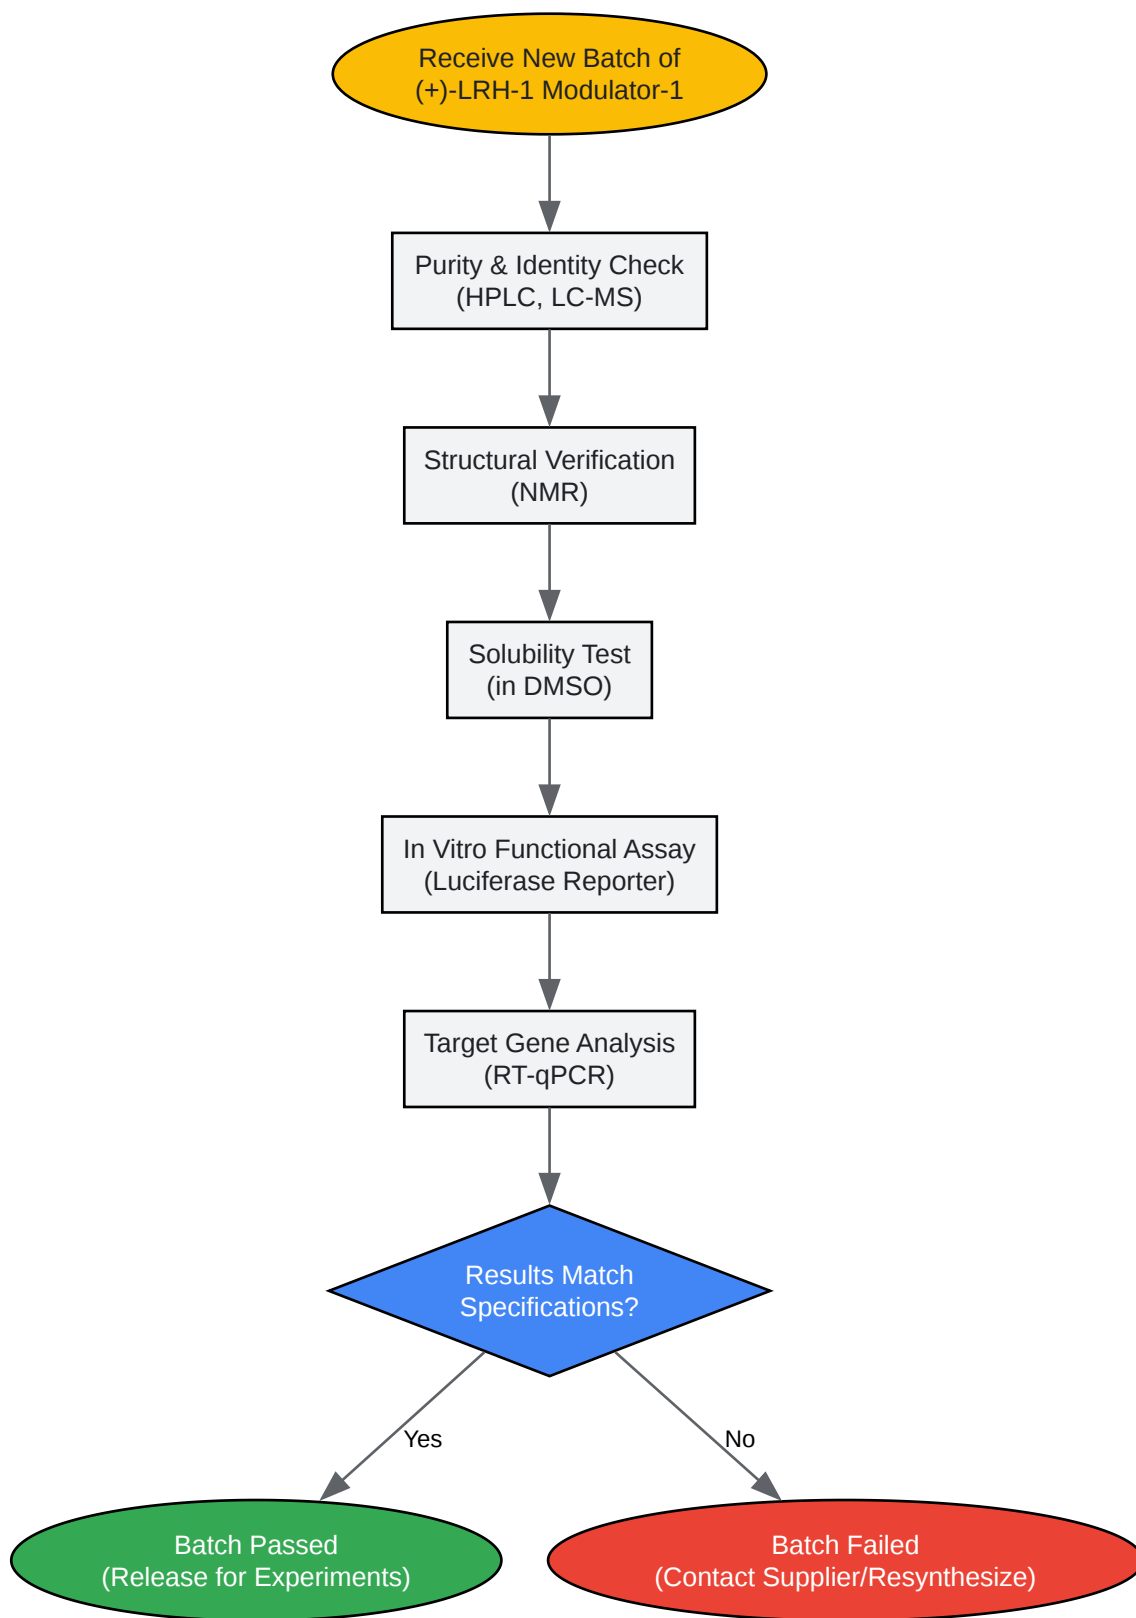 Receive New Batch of
(+)-LRH-1 Modulator-1
Purity & Identity Check
(HPLC, LC-MS)
Structural Verification
(NMR)
Solubility Test
(in DMSO)
In Vitro Functional Assay
(Luciferase Reporter)
Target Gene Analysis
(RT-qPCR)
Results Match
Specifications?
Yes
No
Batch Passed
(Release for Experiments)
Batch Failed
(Contact Supplier/Resynthesize)